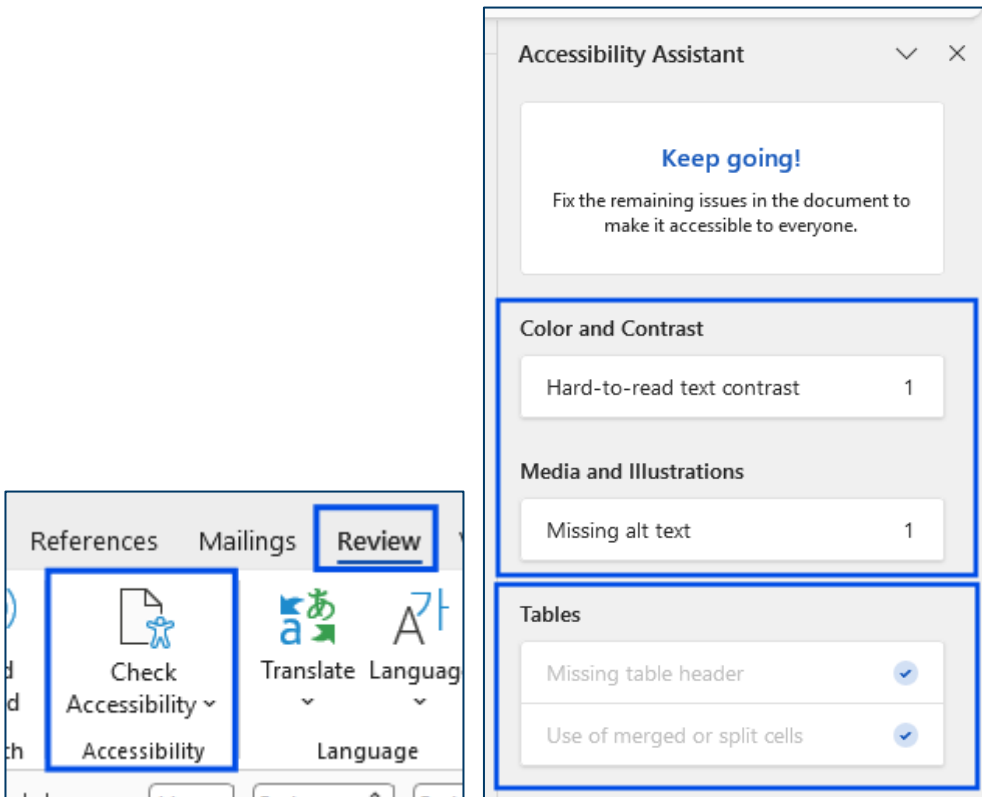 References Mailings Review
Check
Accessibility
Translate
Language
Accessibility
Language
Accessibility Assistant
Keep going!
Fix the remaining issues in the document to
make it accessible to everyone.
Color and Contrast
Hard-to-read text contrast 1
Media and Illustrations
Missing alt text 1
Tables
Missing table header
Use of merged or split cells